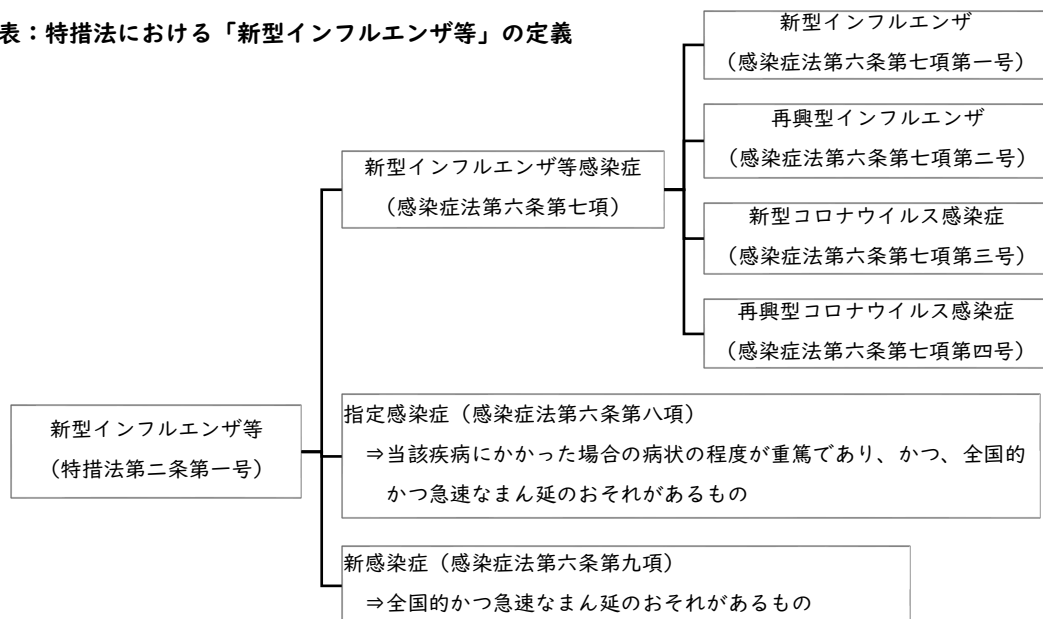 表：特措法における「新型インフルエンザ等」の定義
新型インフルエンザ等
（特措法第二条第一号）
新型インフルエンザ等感染症
（感染症法第六条第七項）
新型インフルエンザ
（感染症法第六条第七項第一号）
再興型インフルエンザ
（感染症法第六条第七項第二号）
新型コロナウイルス感染症
（感染症法第六条第七項第三号）
再興型コロナウイルス感染症
（感染症法第六条第七項第四号）
指定感染症（感染症法第六条第八項）
⇒当該疾病にかかった場合の病状の程度が重篤であり、かつ、全国的
かつ急速なまん延のおそれがあるもの
新感染症（感染症法第六条第九項）
⇒全国的かつ急速なまん延のおそれがあるもの